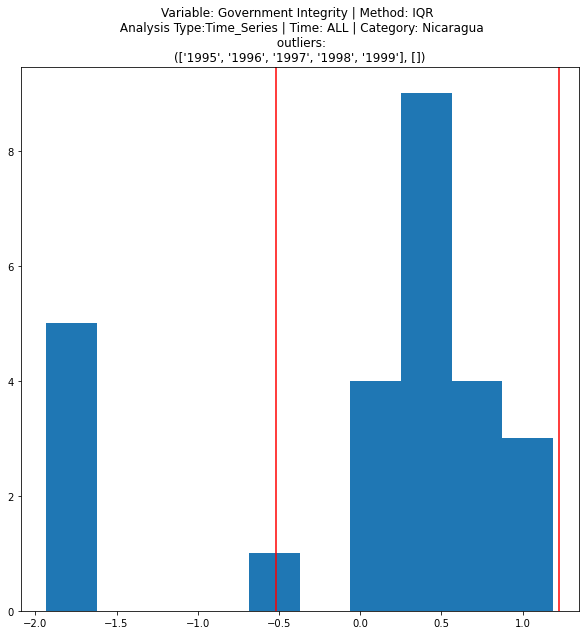 Variable: Government Integrity | Method: IQR
Analysis Type:Time_Series | Time: ALL | Category: Nicaragua
outliers:
(['1995', '1996', '1997', '1998', '1999'], [])
8
6
4
2
0
−2.0 −1.5 −1.0 −0.5 0.0 0.5 1.0